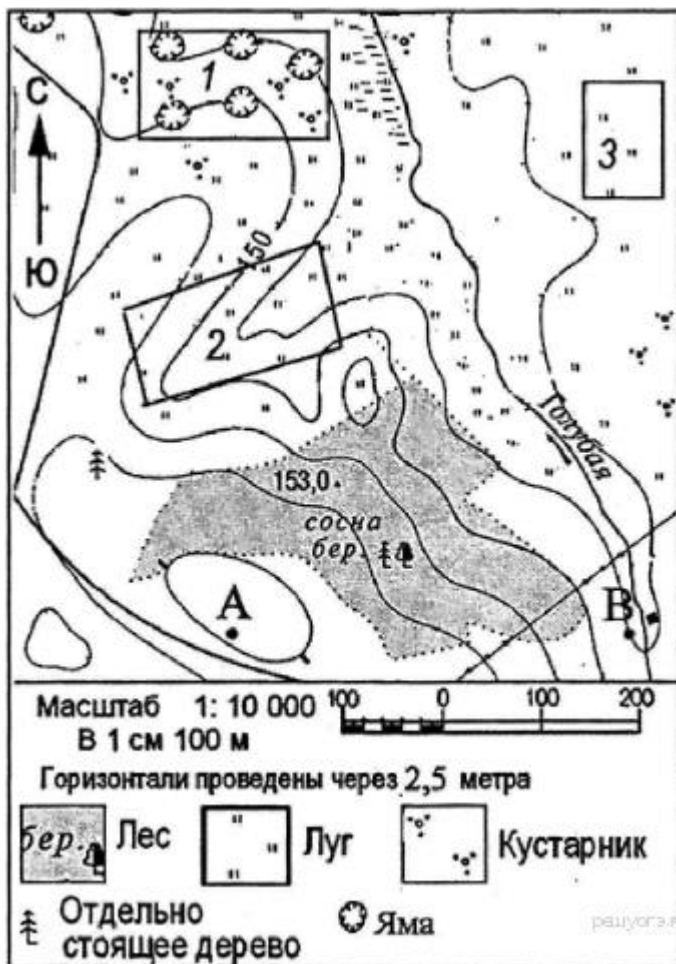 1
С
3
150
Ю
2
Голубая
153,0
сосна
бер.
А
В
Масштаб 1: 10 000
В 1 см 100 м
100 0 100 200
Горизонтали проведены через 2,5 метра
бер. Лес Луг Кустарник
Отдельно
стоящее дерево Яма